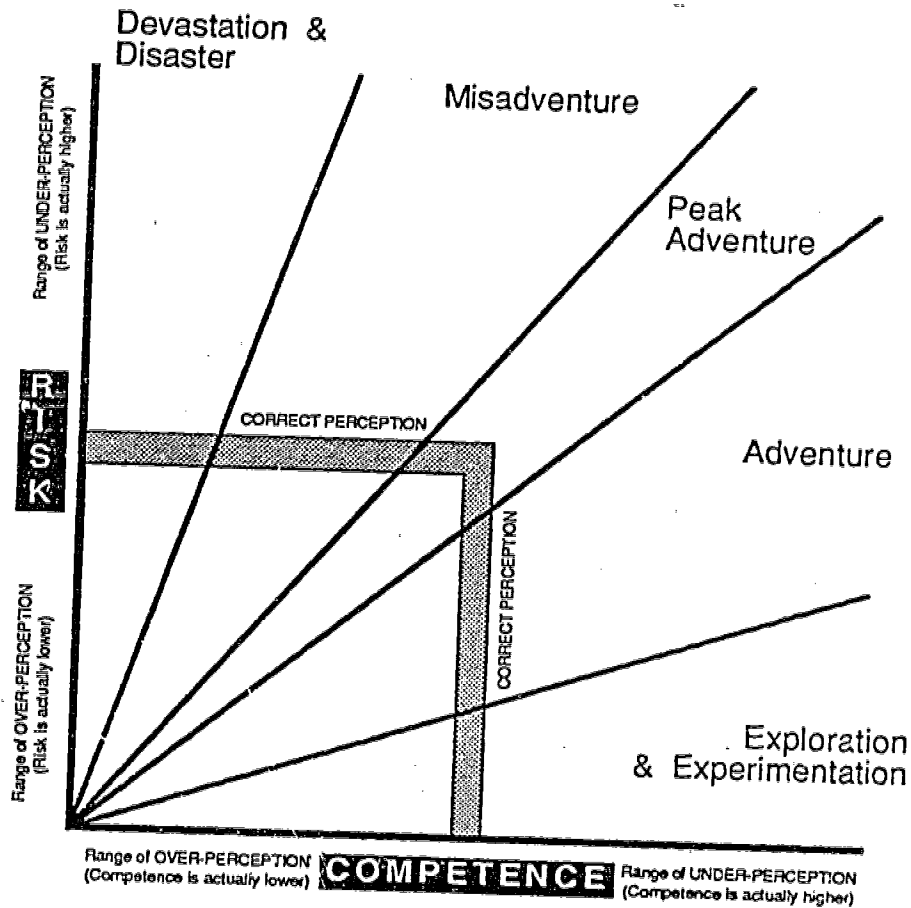 Devastation &
Disaster
Misadventure
Peak
Adventure
Adventure
Exploration
& Experimentation
Range of UNDER-PERCEPTION
(Risk is actually higher)
RISK
Range of OVER-PERCEPTION
(Risk is actually lower)
CORRECT PERCEPTION
CORRECT PERCEPTION
Range of OVER-PERCEPTION
(Competence is actually lower)
COMPETENCE
Range of UNDER-PERCEPTION
(Competence is actually higher)